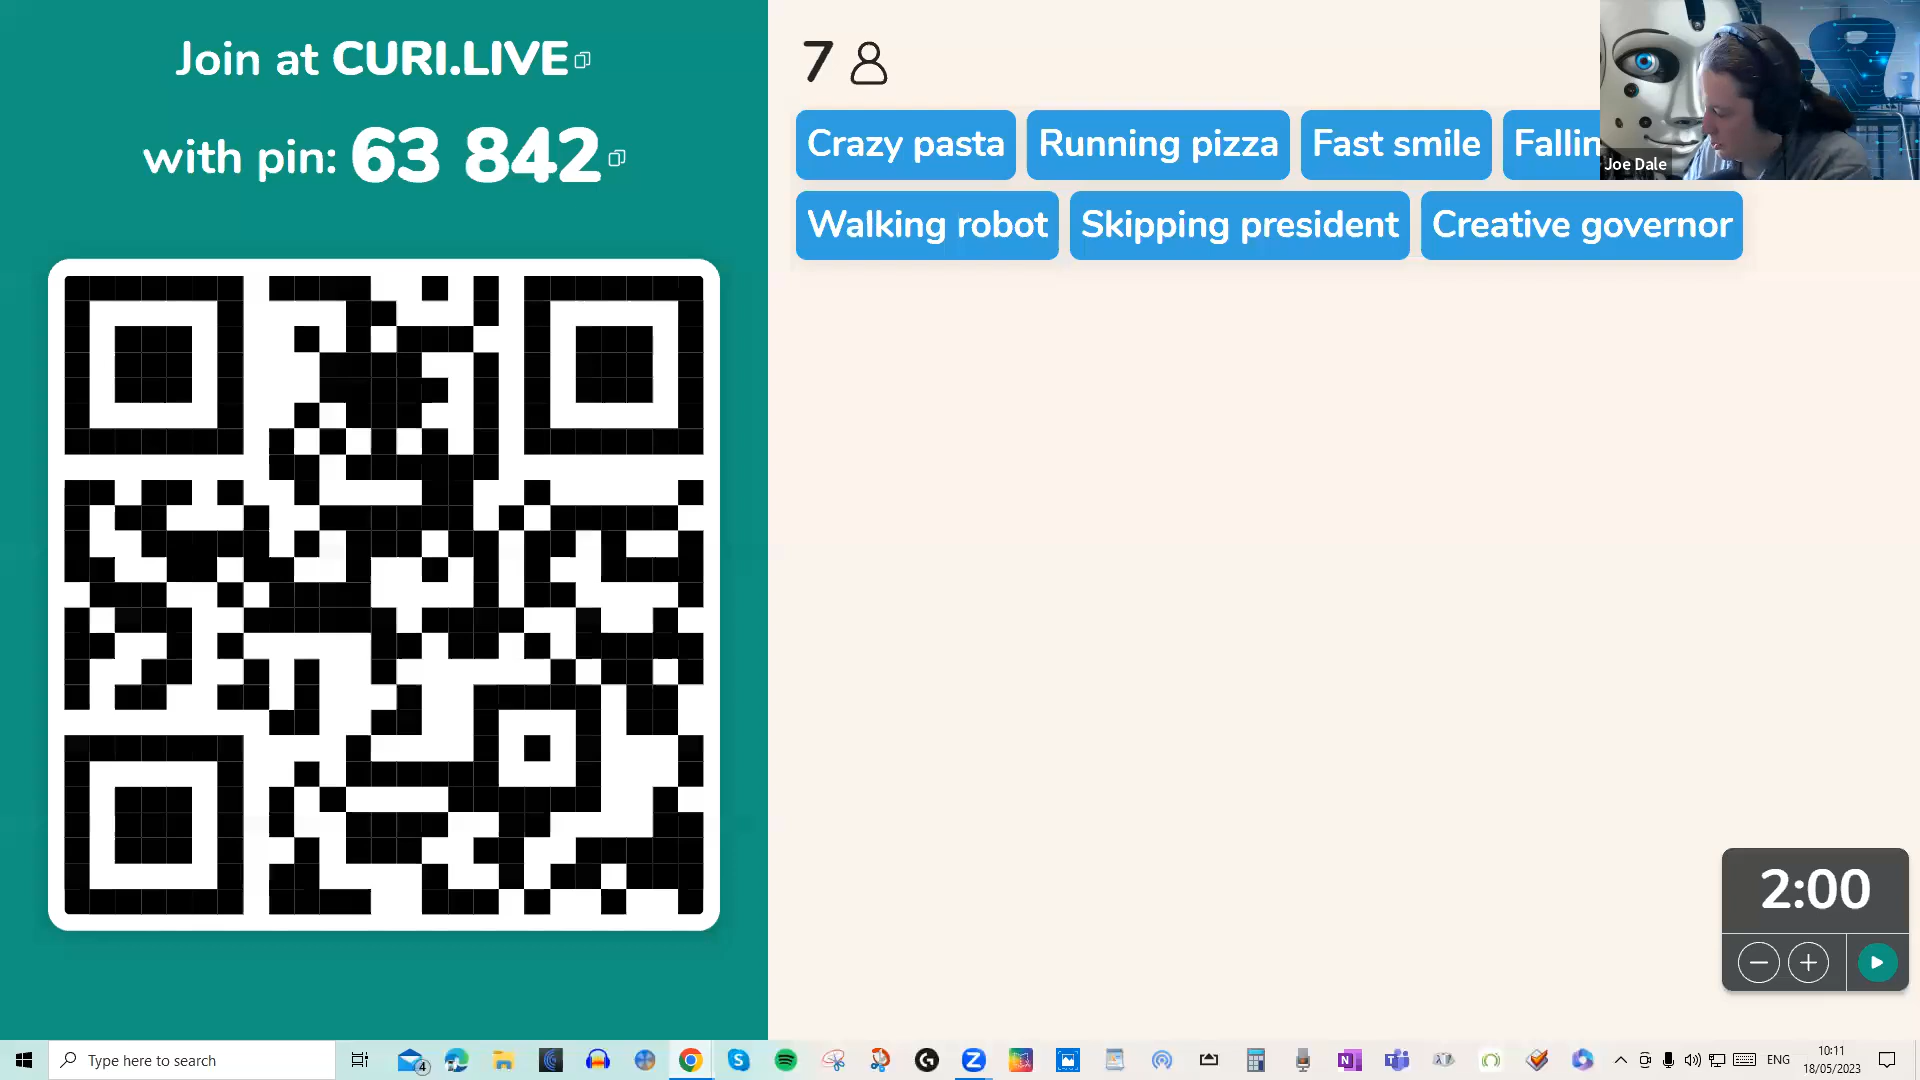 Join at CURI.LIVE
with pin: 63 842
7
Crazy pasta Running pizza Fast smile
Walking robot Skipping president Creative governor
Joe Dale
2:00
Type here to search
4
ENG
10:11
18/05/2023